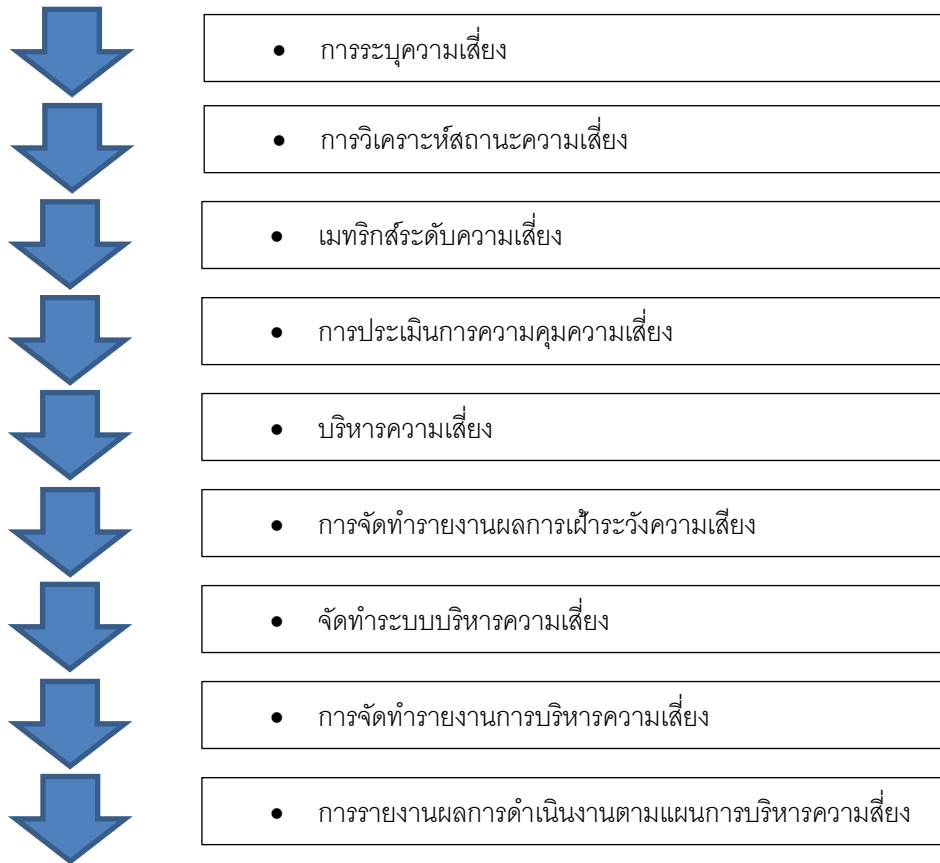 • การระบุความเสี่ยง
• การวิเคราะห์สถานะความเสี่ยง
• เมทริกส์ระดับความเสี่ยง
• การประเมินการความคุมความเสี่ยง
• บริหารความเสี่ยง
• การจัดทำรายงานผลการเฝ้าระวังความเสียง
• จัดทำระบบบริหารความเสี่ยง
• การจัดทำรายงานการบริหารความเสี่ยง
• การรายงานผลการดำเนินงานตามแผนการบริหารความสี่ยง